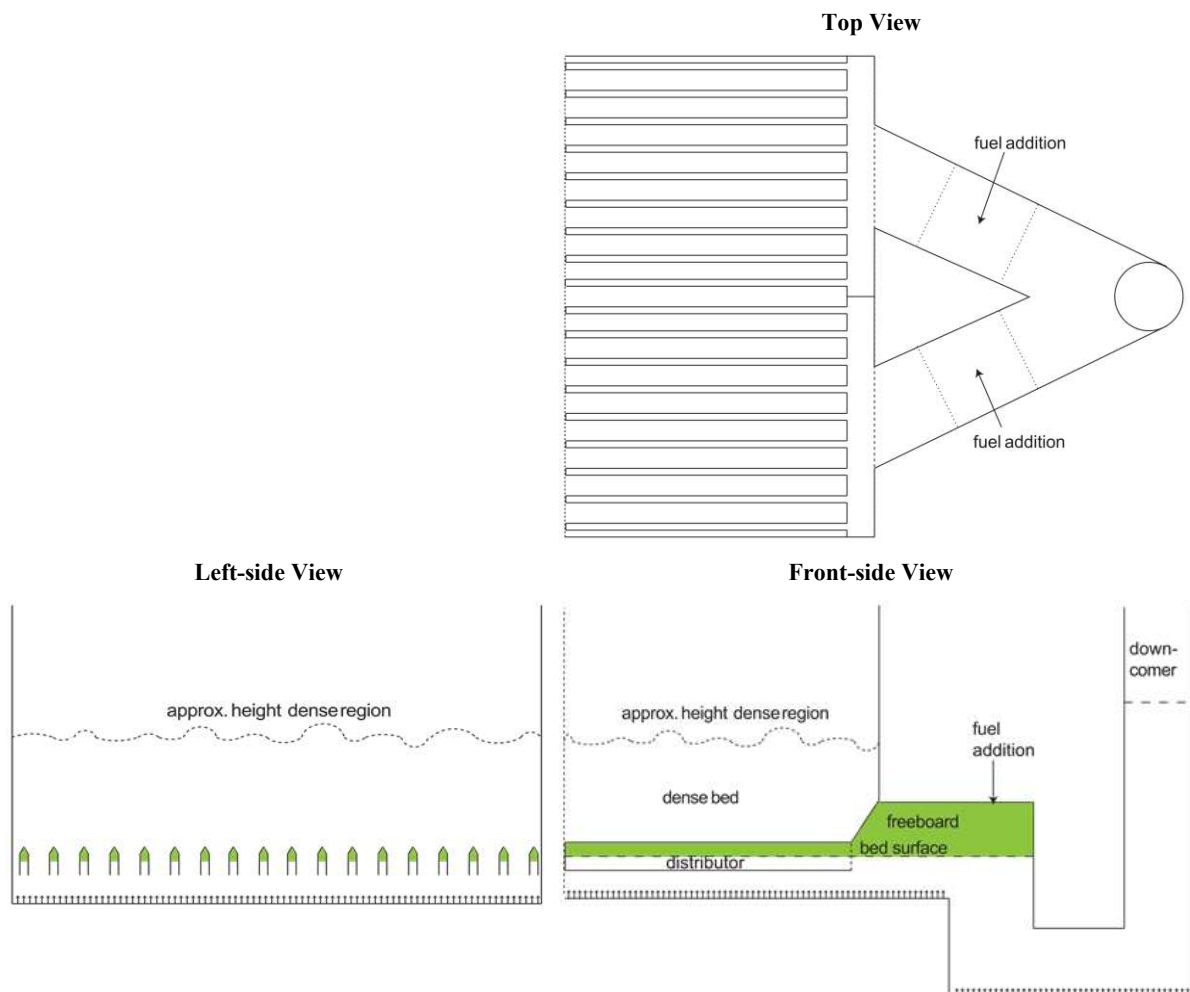 Top View
fuel addition
fuel addition
Left-side View
Front-side View
approx. height dense region
approx. height dense region
down-
comer
fuel
addition
dense bed
freeboard
bed surface
distributor